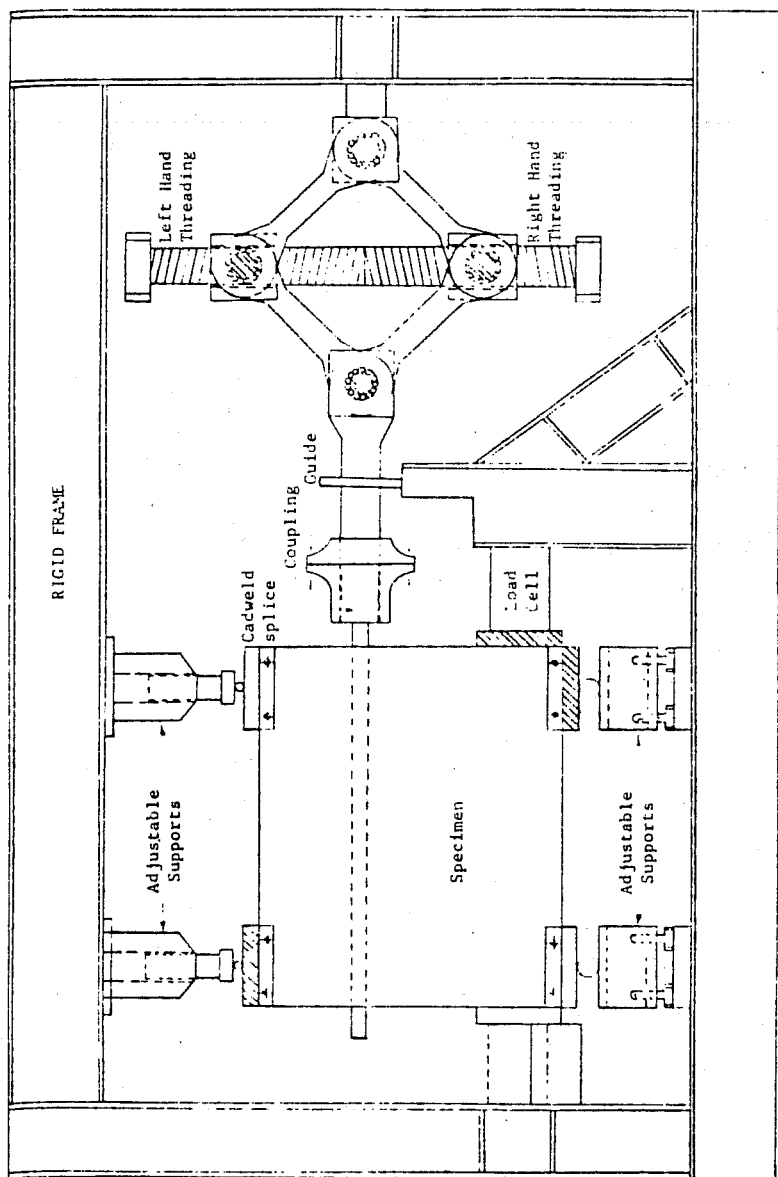 RIGID FRAME
Left Hand
Threading
Right Hand
Threading
Guide
Coupling
Cadweld
splice
Load
Cell
Adjustable
Supports
Specimen
Adjustable
Supports